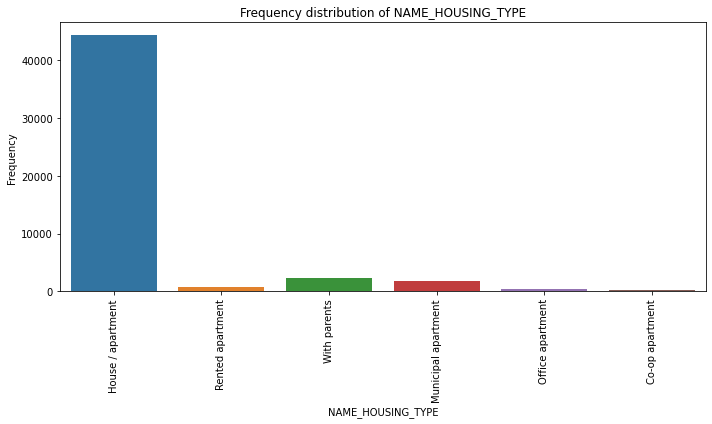 Frequency distribution of NAME_HOUSING_TYPE
Frequency
40000
30000
20000
10000
0
House / apartment
Rented apartment
With parents
Municipal apartment
Office apartment
Co-op apartment
NAME_HOUSING_TYPE